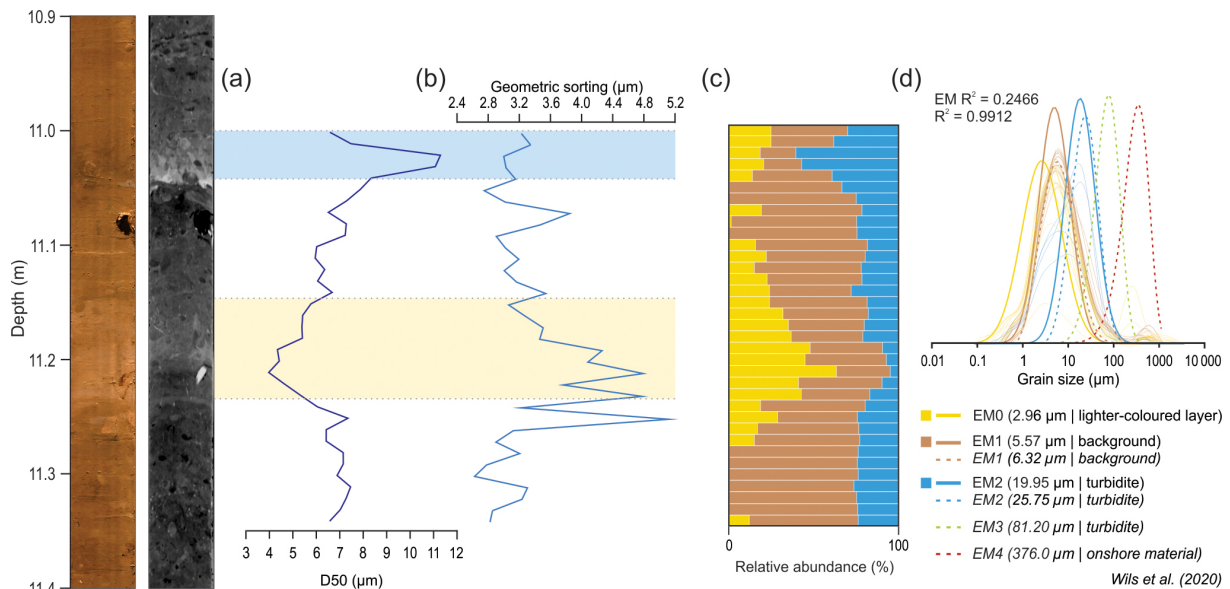 10.9
11.0
11.1
11.2
11.3
11.4
Depth (m)
(a)
3 4 5 6 7 8 9 10 11 12
D50 (µm)
(b)
Geometric sorting (µm)
2.4 2.8 3.2 3.6 4.0 4.4 4.8 5.2
(c)
0 100
Relative abundance (%)
(d)
EM R² = 0.2466
R² = 0.9912
0.01 0.1 1 10 100 1000 10 000
Grain size (µm)
EM0 (2.96 µm | lighter-coloured layer)
EM1 (5.57 µm | background)
EM1 (6.32 µm | background)
EM2 (19.95 µm | turbidite)
EM2 (25.75 µm | turbidite)
EM3 (81.20 µm | turbidite)
EM4 (376.0 µm | onshore material)
Wils et al. (2020)